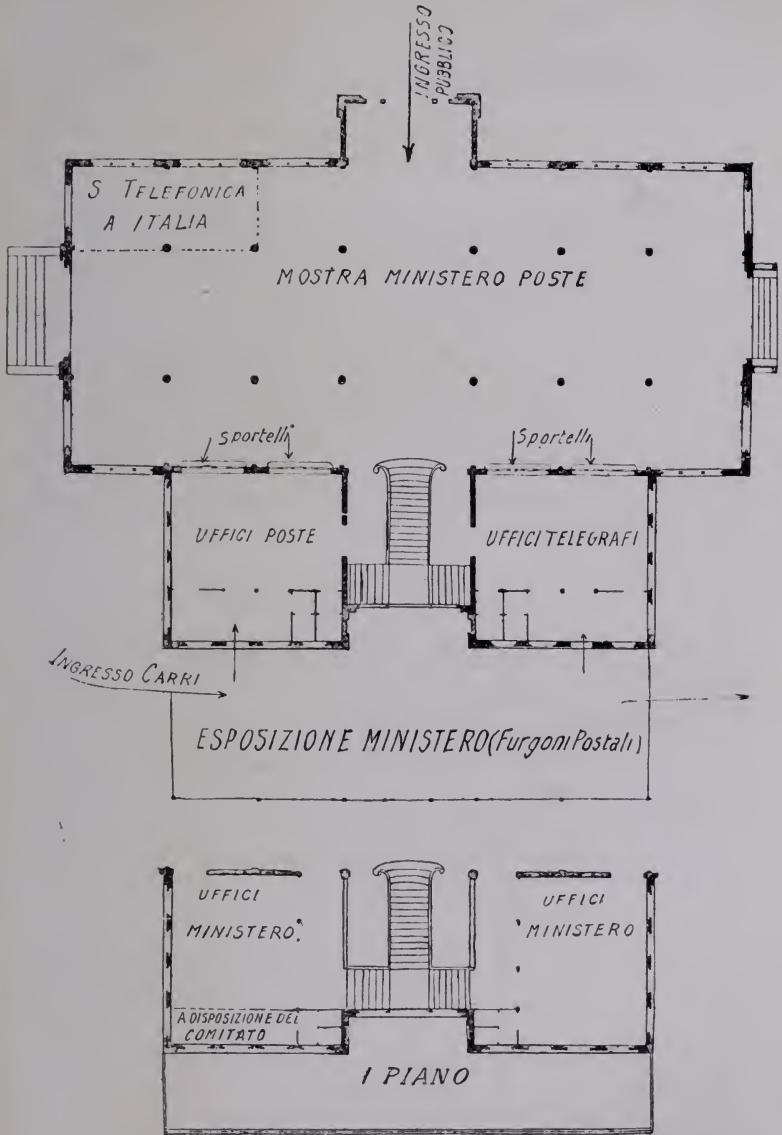 INGRESSO
PUBBLICO
S TELEFONICA
A ITALIA
MOSTRA MINISTERO POSTE
Sportelli
Sportelli
UFFICI POSTE
UFFICI TELEGRAFI
INGRESSO CARRI
ESPOSIZIONE MINISTERO (Furgoni Postali)
UFFICI
MINISTERO
UFFICI
MINISTERO
A DISPOSIZIONE DEL
COMITATO
I PIANO